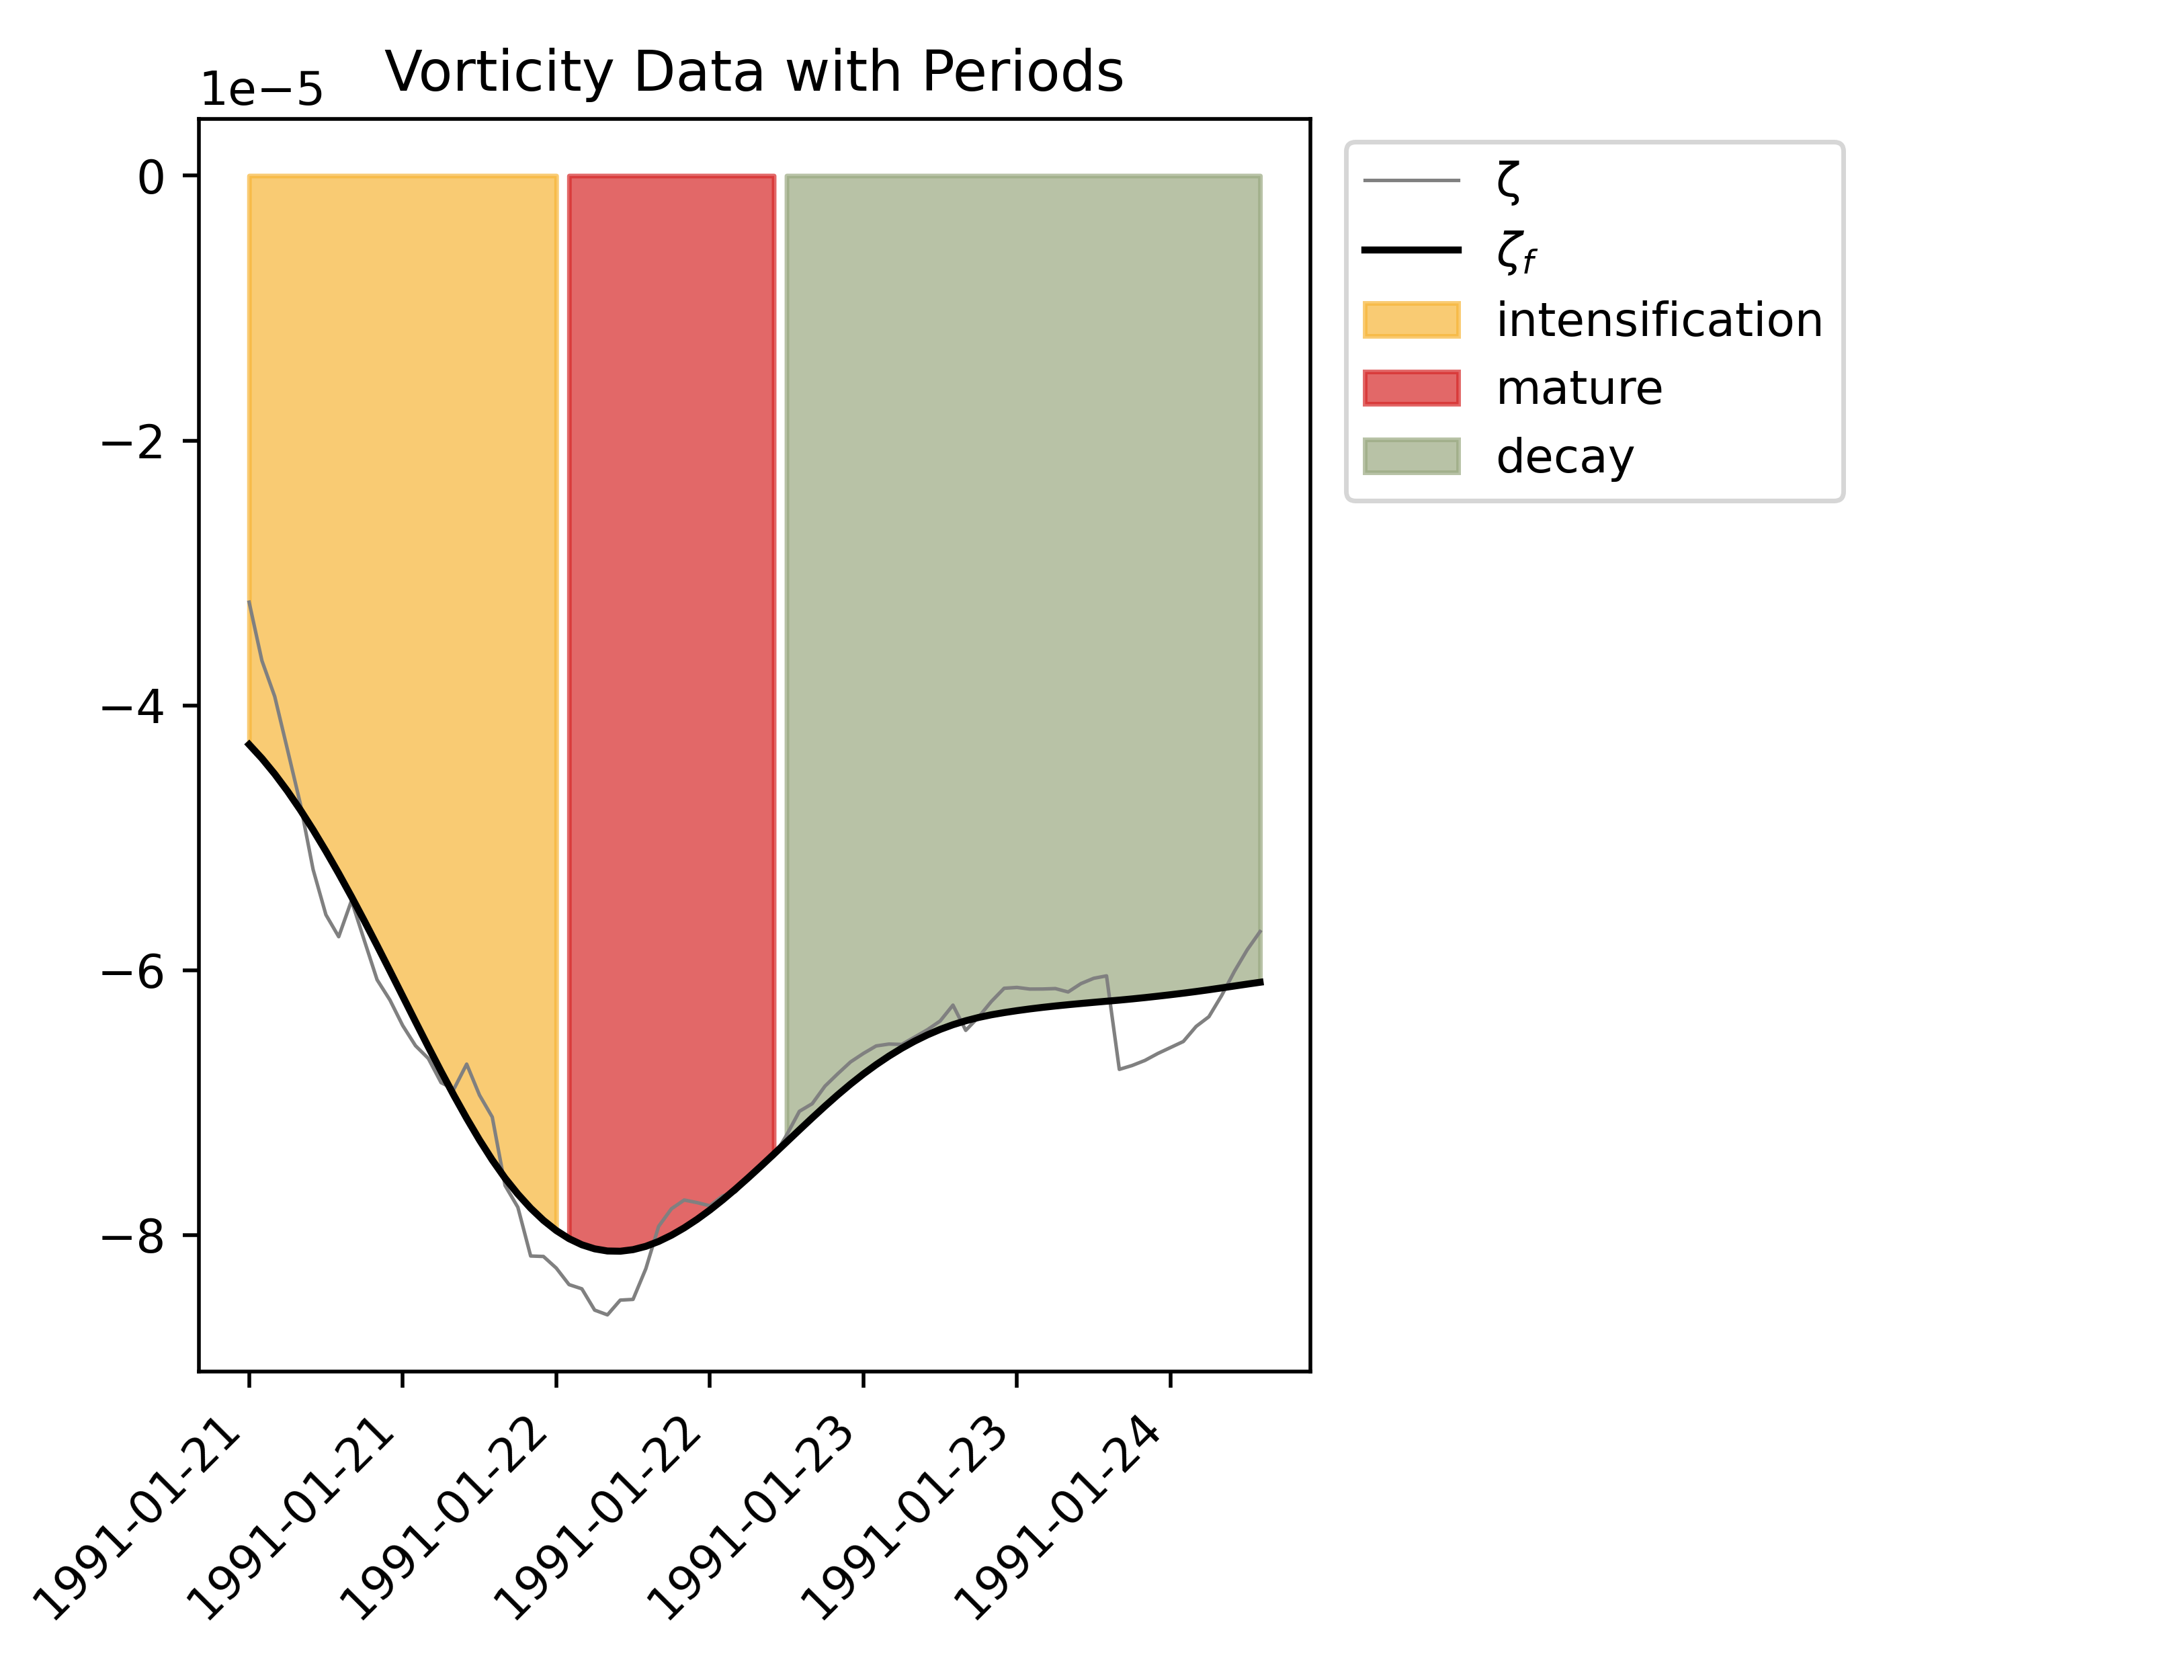 Vorticity Data with Periods
1e−5
0
−2
−4
−6
−8
1991-01-21
1991-01-21
1991-01-22
1991-01-22
1991-01-23
1991-01-23
1991-01-24
ζ
ζf
intensification
mature
decay